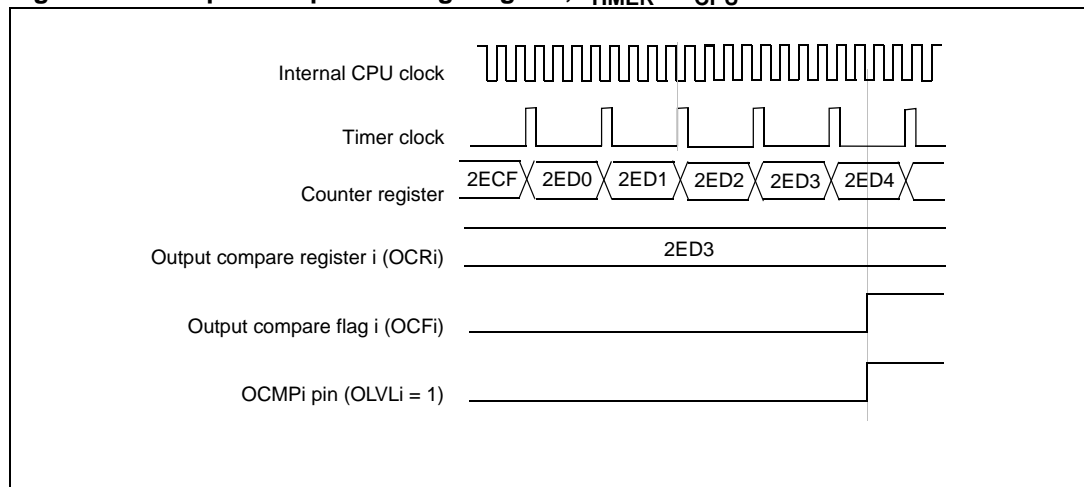 Internal CPU clock
Timer clock
Counter register
2ECF 2ED0 2ED1 2ED2 2ED3 2ED4
Output compare register i (OCRi)
2ED3
Output compare flag i (OCFi)
OCMPi pin (OLVLi = 1)